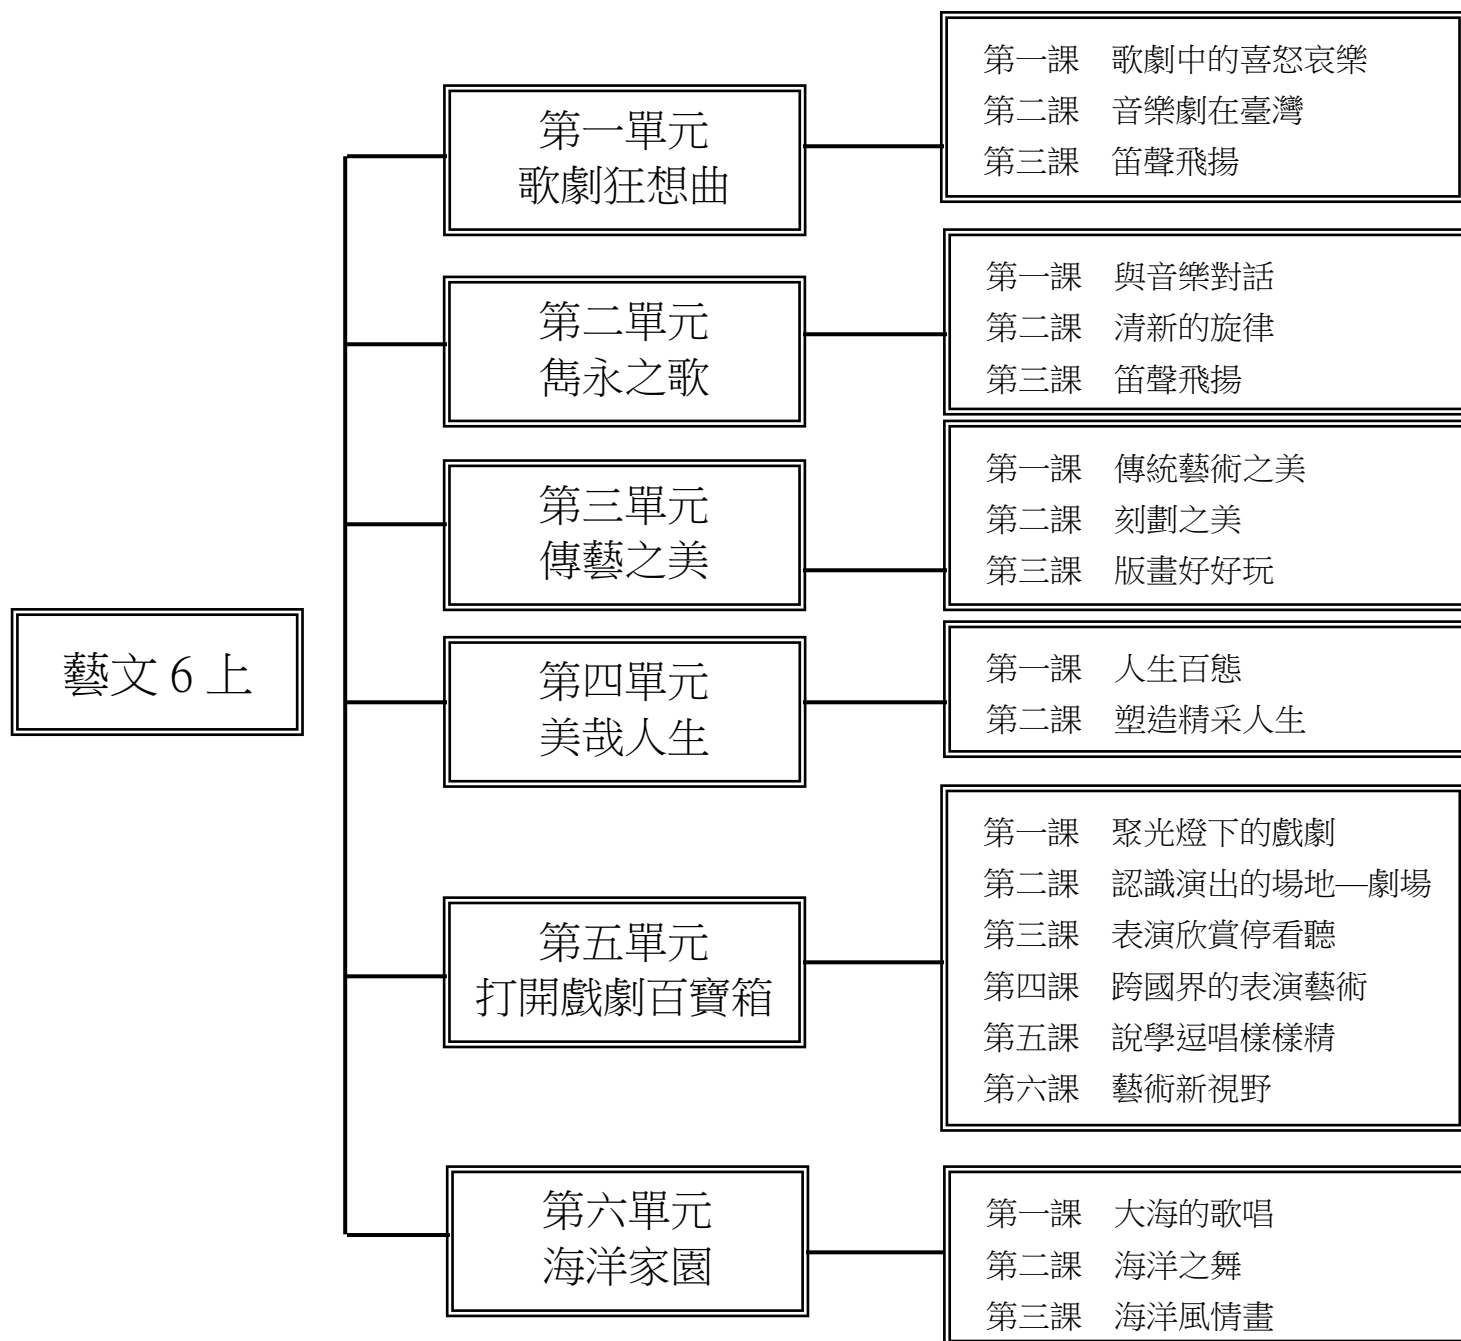 藝文 6 上
第一單元
歌劇狂想曲
第一課　歌劇中的喜怒哀樂
第二課　音樂劇在臺灣
第三課　笛聲飛揚
第二單元
雋永之歌
第一課　與音樂對話
第二課　清新的旋律
第三課　笛聲飛揚
第三單元
傳藝之美
第一課　傳統藝術之美
第二課　刻劃之美
第三課　版畫好好玩
第四單元
美哉人生
第一課　人生百態
第二課　塑造精采人生
第五單元
打開戲劇百寶箱
第一課　聚光燈下的戲劇
第二課　認識演出的場地—劇場
第三課　表演欣賞停看聽
第四課　跨國界的表演藝術
第五課　說學逗唱樣樣精
第六課　藝術新視野
第六單元
海洋家園
第一課　大海的歌唱
第二課　海洋之舞
第三課　海洋風情畫